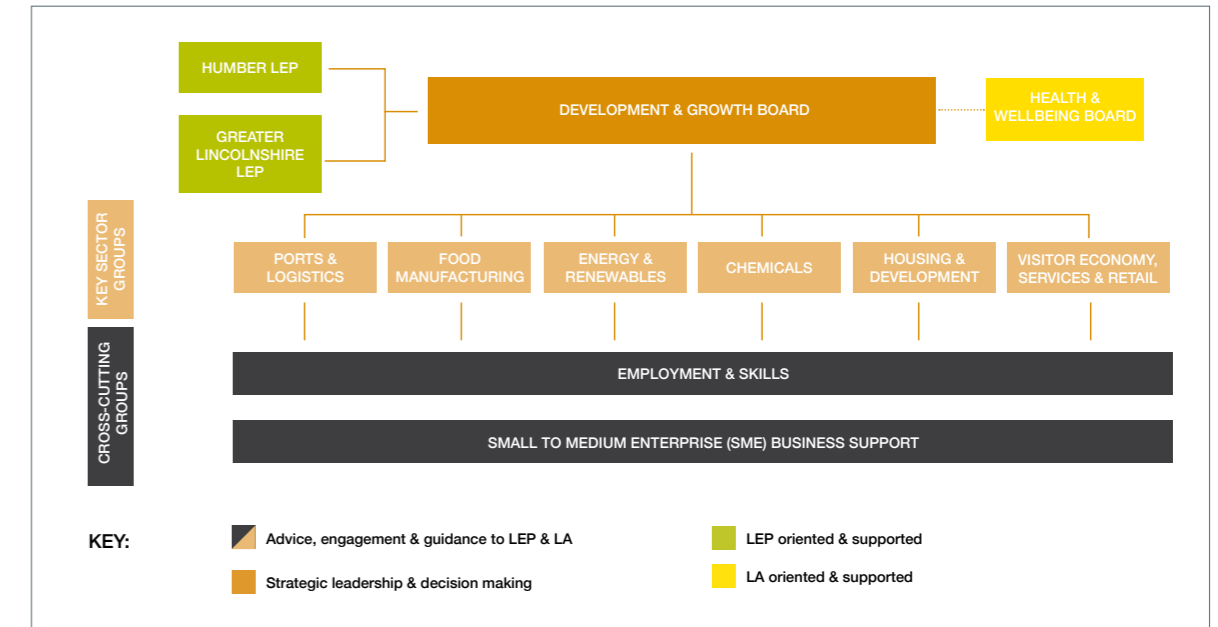 HUMBER LEP
GREATER
LINCOLNSHIRE
LEP
DEVELOPMENT & GROWTH BOARD
HEALTH &
WELLBEING BOARD
KEY SECTOR
GROUPS
PORTS &
LOGISTICS
FOOD
MANUFACTURING
ENERGY &
RENEWABLES
CHEMICALS
HOUSING &
DEVELOPMENT
VISITOR ECONOMY,
SERVICES & RETAIL
CROSS-CUTTING
GROUPS
EMPLOYMENT & SKILLS
SMALL TO MEDIUM ENTERPRISE (SME) BUSINESS SUPPORT
KEY:
Advice, engagement & guidance to LEP & LA
Strategic leadership & decision making
LEP oriented & supported
LA oriented & supported